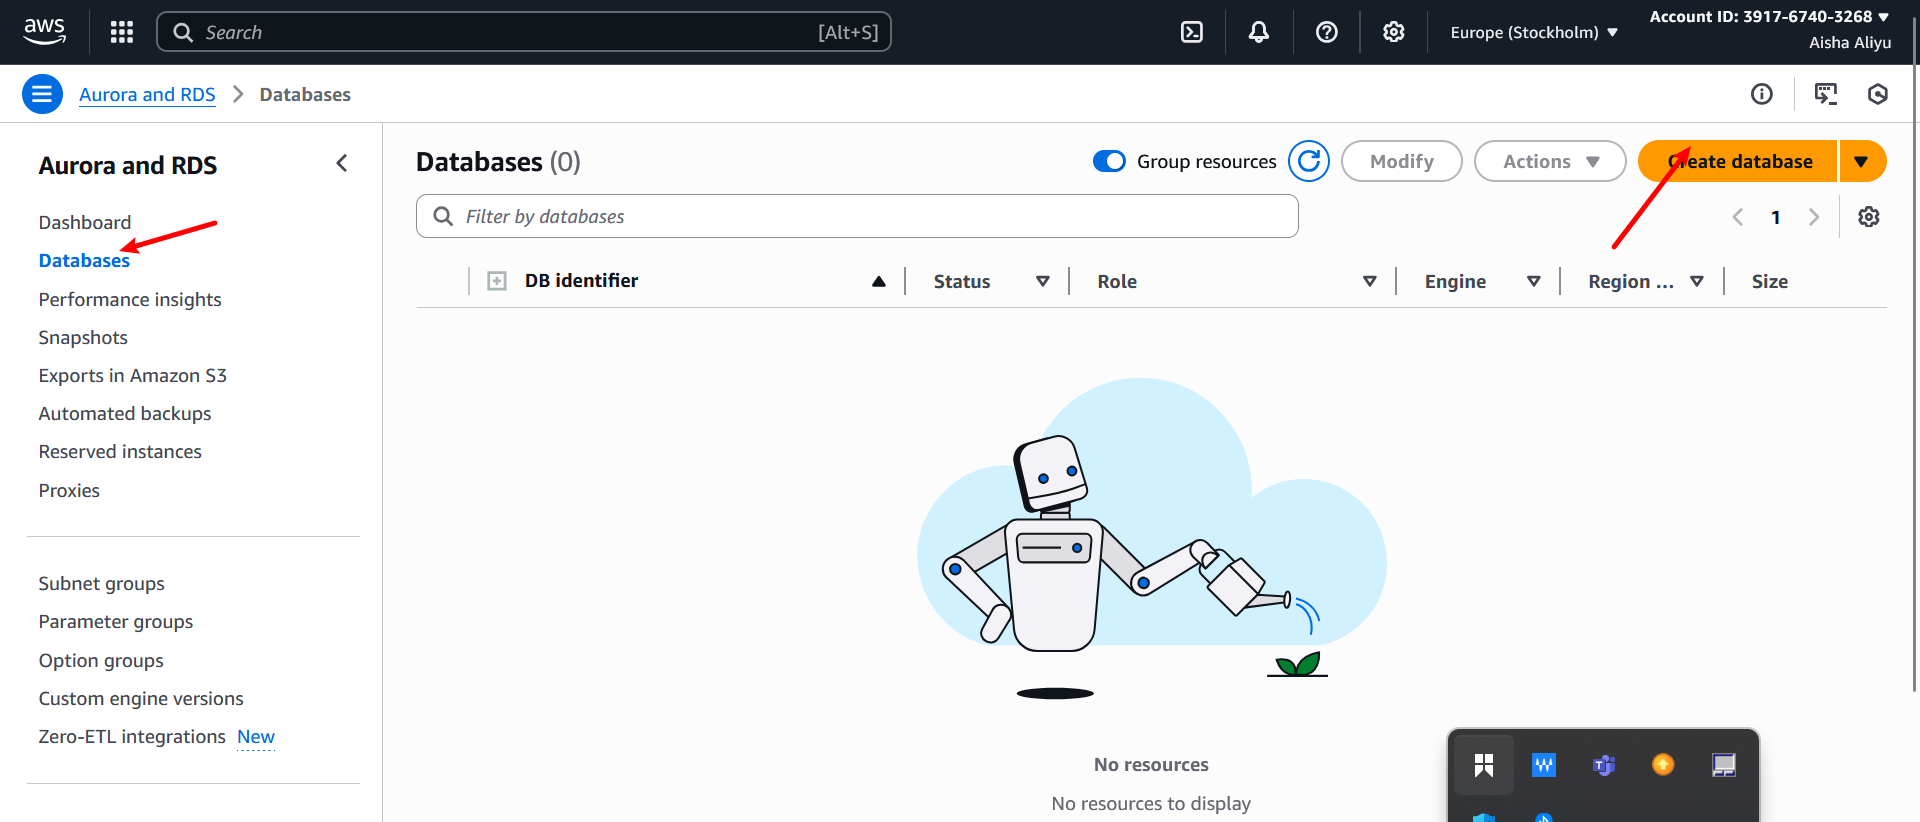 aws
Search [Alt+S]
Europe (Stockholm)
Account ID: 3917-6740-3268
Aisha Aliyu
Aurora and RDS
Databases
Aurora and RDS
Dashboard
Databases
Performance insights
Snapshots
Exports in Amazon S3
Automated backups
Reserved instances
Proxies
Subnet groups
Parameter groups
Option groups
Custom engine versions
Zero-ETL integrations New
Databases (0)
Group resources
Modify
Actions
Create database
Filter by databases
1
DB identifier Status Role Engine Region ... Size
No resources
No resources to display